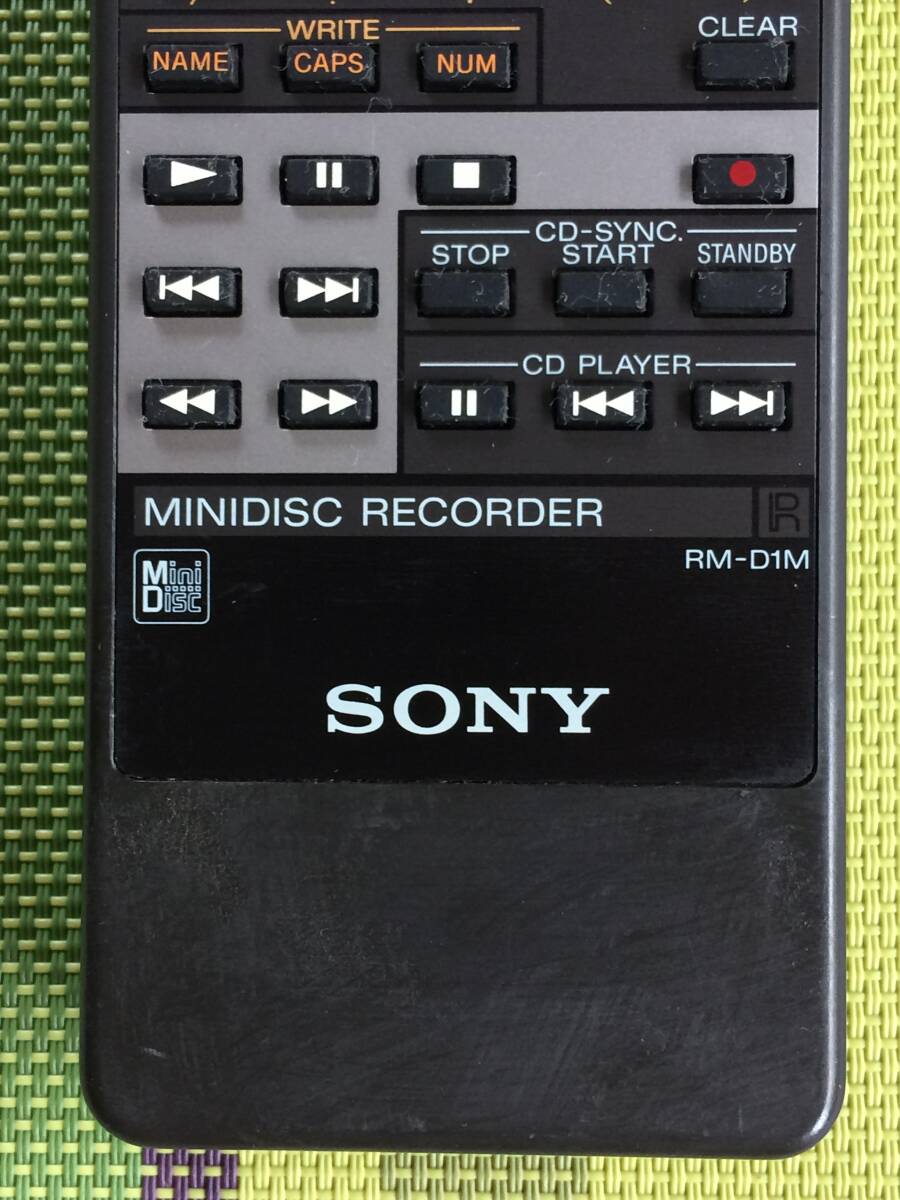 WRITE
CLEAR
NAME CAPS NUM
CD-SYNC.
STOP START STANDBY
CD PLAYER
MINIDISC RECORDER R
RM-D1M
Mini
Disc
SONY